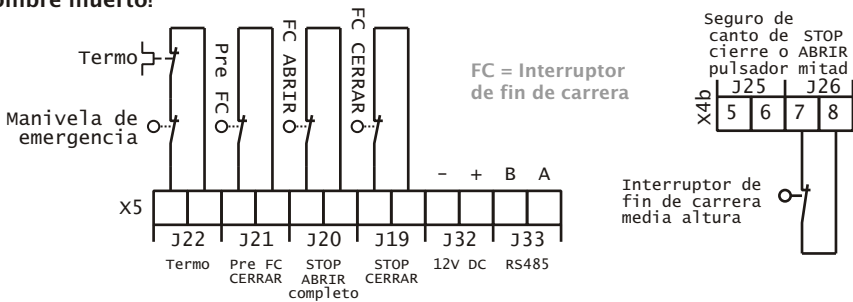 ombre muerto!
Termo
Manivela de
emergencia
Pre FC
FC ABRIR
FC CERRAR
FC = Interruptor
de fin de carrera
- + B A
X5
J22 J21 J20 J19 J32 J33
Termo
Pre FC
CERRAR
STOP
ABRIR
completo
STOP
CERRAR
12V DC
RS485
Seguro de
canto de
cierre o
pulsador
STOP
ABRIR
mitad
J25 J26
X4b
5 6 7 8
Interruptor de
fin de carrera
media altura